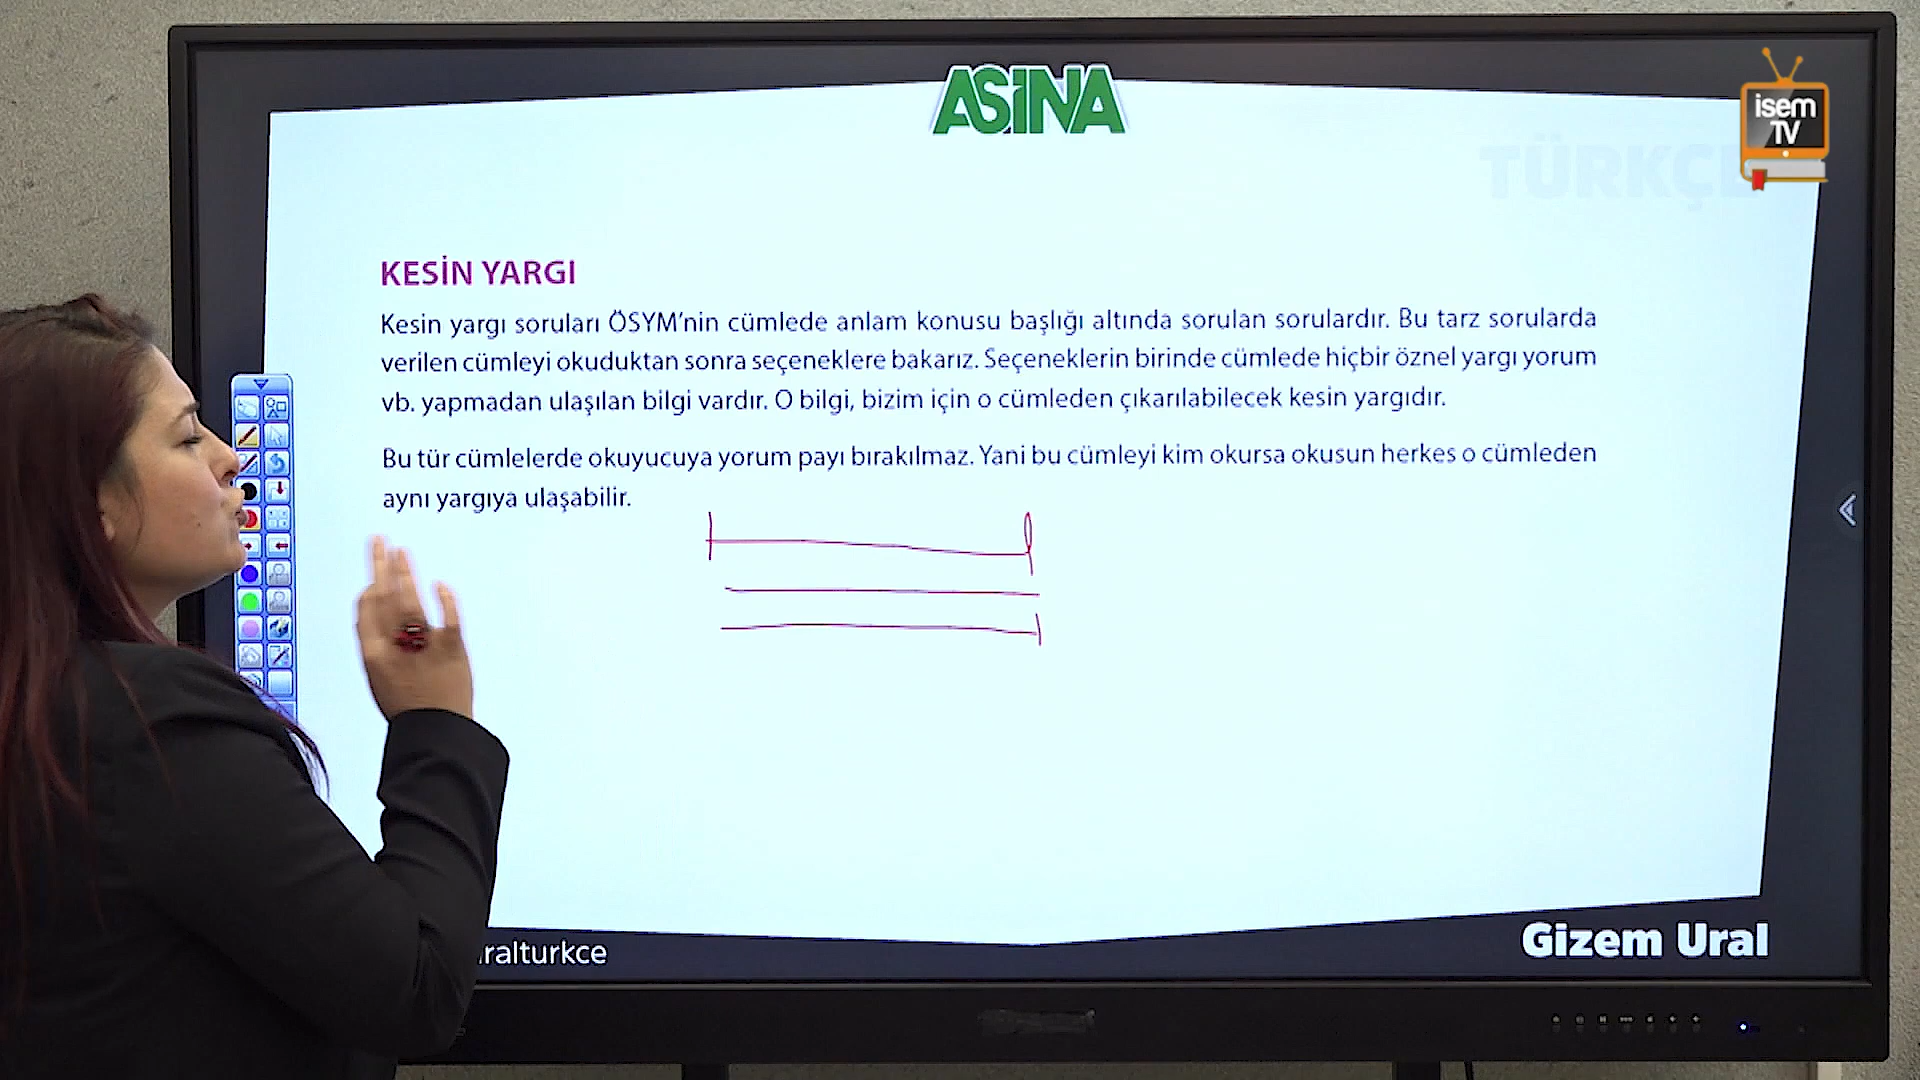 ASİNA
isem
TV
TÜRKÇE
KESİN YARGI
Kesin yargı soruları ÖSYM'nin cümlede anlam konusu başlığı altında sorulan sorulardır. Bu tarz sorularda
verilen cümleyi okuduktan sonra seçeneklere bakarız. Seçeneklerin birinde cümlede hiçbir öznel yargı yorum
vb. yapmadan ulaşılan bilgi vardır. O bilgi, bizim için o cümleden çıkarılabilecek kesin yargıdır.
Bu tür cümlelerde okuyucuya yorum payı bırakılmaz. Yani bu cümleyi kim okursa okusun herkes o cümleden
aynı yargıya ulaşabilir.
ralturkce
Gizem Ural